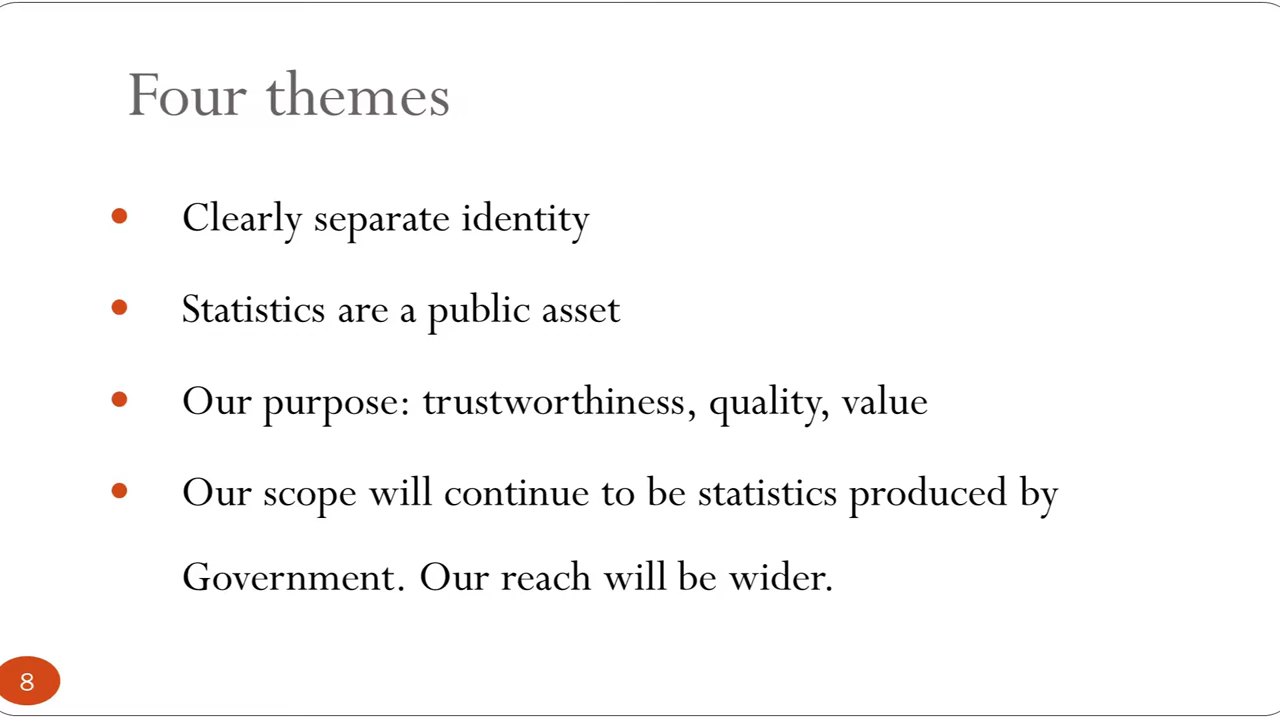 Four themes
Clearly separate identity
Statistics are a public asset
Our purpose: trustworthiness, quality, value
Our scope will continue to be statistics produced by
Government. Our reach will be wider.
8